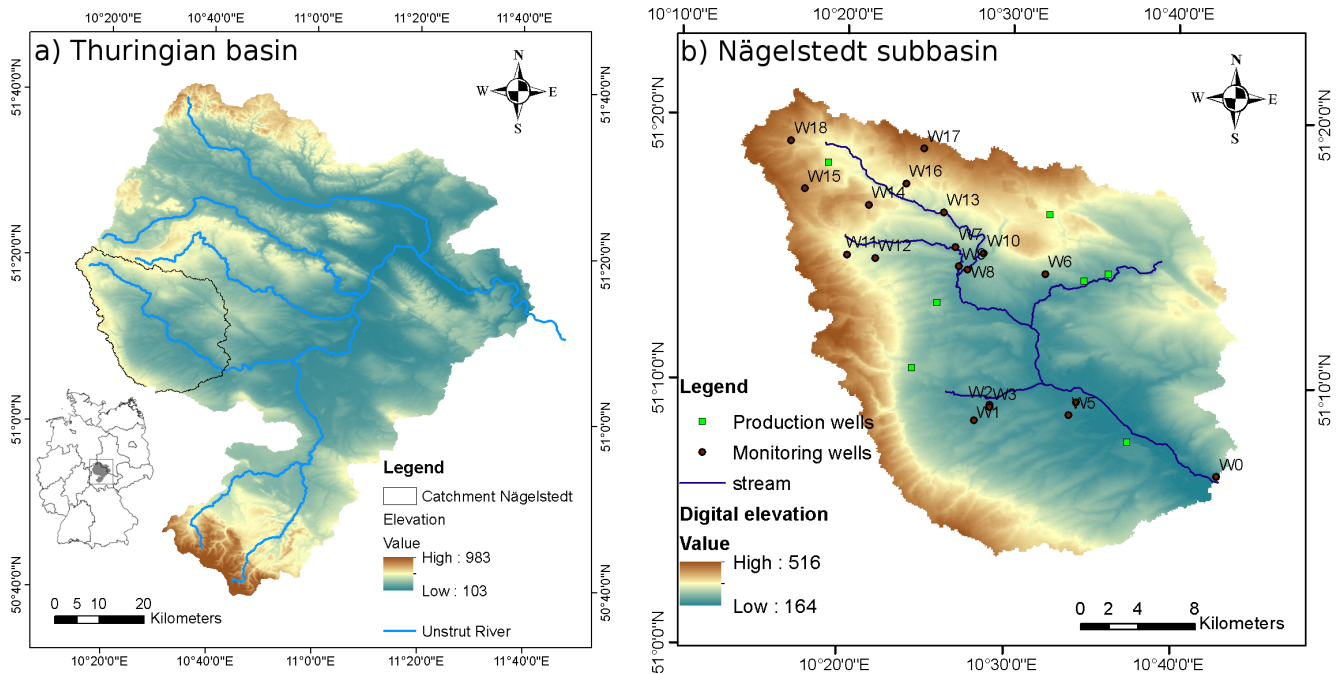 10°20'0"E
10°40'0"E
11°0'0"E
11°20'0"E
11°40'0"E
a) Thuringian basin
N
W
E
S
51°40'0"N
51°20'0"N
51°0'0"N
50°40'0"N
51°40'0"N
51°20'0"N
51°0'0"N
50°40'0"N
Legend
Catchment Nägelstedt
Elevation
Value
High : 983
Low : 103
Unstrut River
0 5 10 20
Kilometers
10°20'0"E
10°40'0"E
11°0'0"E
11°20'0"E
11°40'0"E
10°10'0"E
10°20'0"E
10°30'0"E
10°40'0"E
b) Nägelstedt subbasin
N
W
E
S
51°20'0"N
51°10'0"N
51°0'0"N
51°20'0"N
51°10'0"N
51°0'0"N
W18
W17
W15
W16
W14
W13
W11
W12
W7
W10
W8
W6
W2
W3
W1
W5
W0
Legend
Production wells
Monitoring wells
stream
Digital elevation
Value
High : 516
Low : 164
0 2 4 8
Kilometers
10°20'0"E
10°30'0"E
10°40'0"E